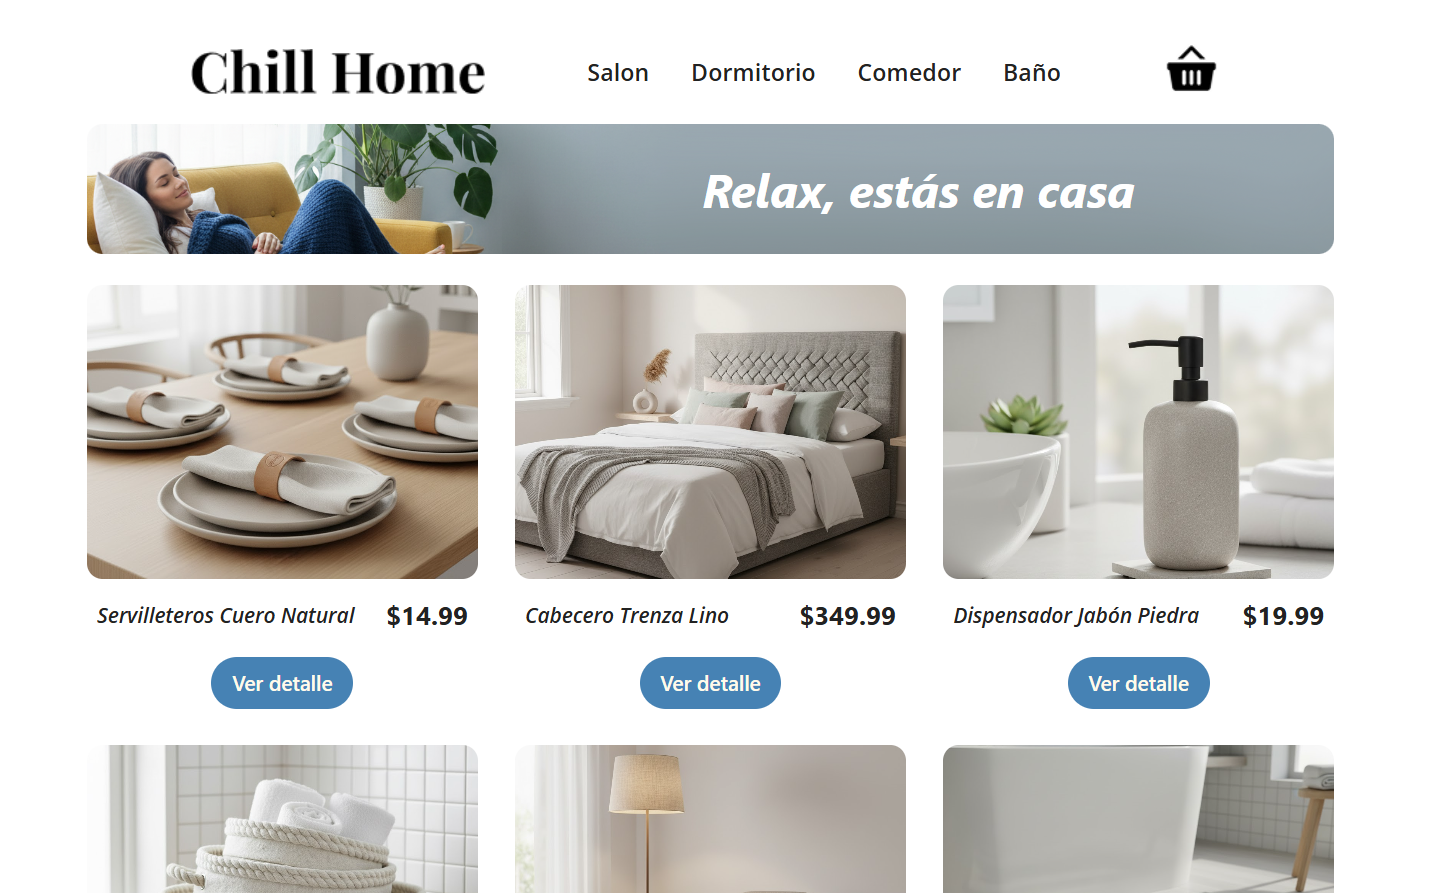 Chill Home
Salon Dormitorio Comedor Baño
Relax, estás en casa
Servilleteros Cuero Natural $14.99
Cabecero Trenza Lino $349.99
Dispensador Jabón Piedra $19.99
Ver detalle
Ver detalle
Ver detalle